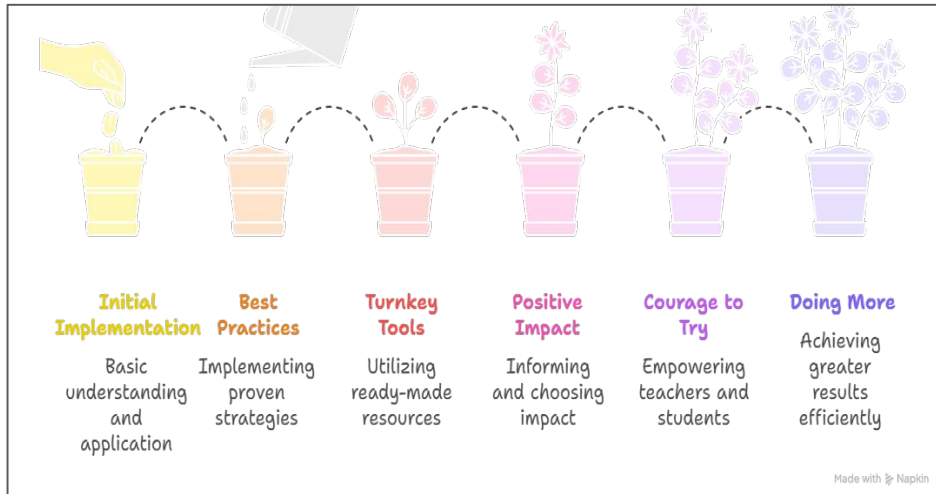 Initial
Implementation
Basic
understanding
and
application
Best
Practices
Implementing
proven
strategies
Turnkey
Tools
Utilizing
ready-made
resources
Positive
Impact
Informing
and choosing
impact
Courage to
Try
Empowering
teachers and
students
Doing More
Achieving
greater
results
efficiently
Made with Napkin